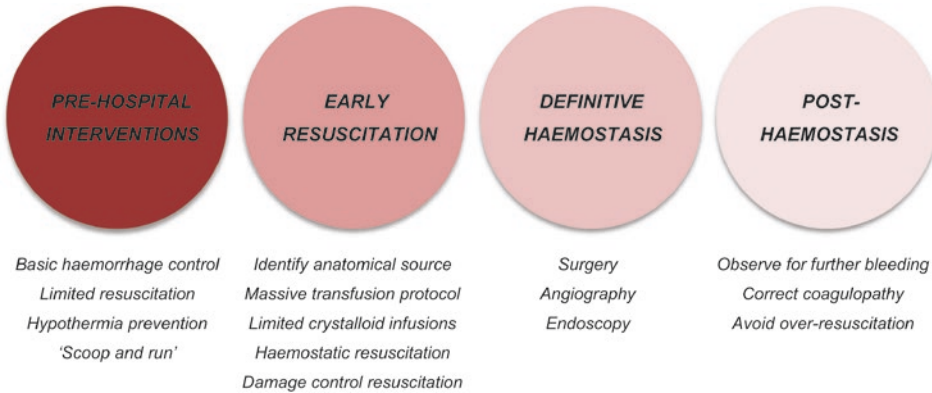 PRE-HOSPITAL
INTERVENTIONS
Basic haemorrhage control
Limited resuscitation
Hypothermia prevention
‘Scoop and run’
EARLY
RESUSCITATION
Identify anatomical source
Massive transfusion protocol
Limited crystalloid infusions
Haemostatic resuscitation
Damage control resuscitation
DEFINITIVE
HAEMOSTASIS
Surgery
Angiography
Endoscopy
POST-
HAEMOSTASIS
Observe for further bleeding
Correct coagulopathy
Avoid over-resuscitation